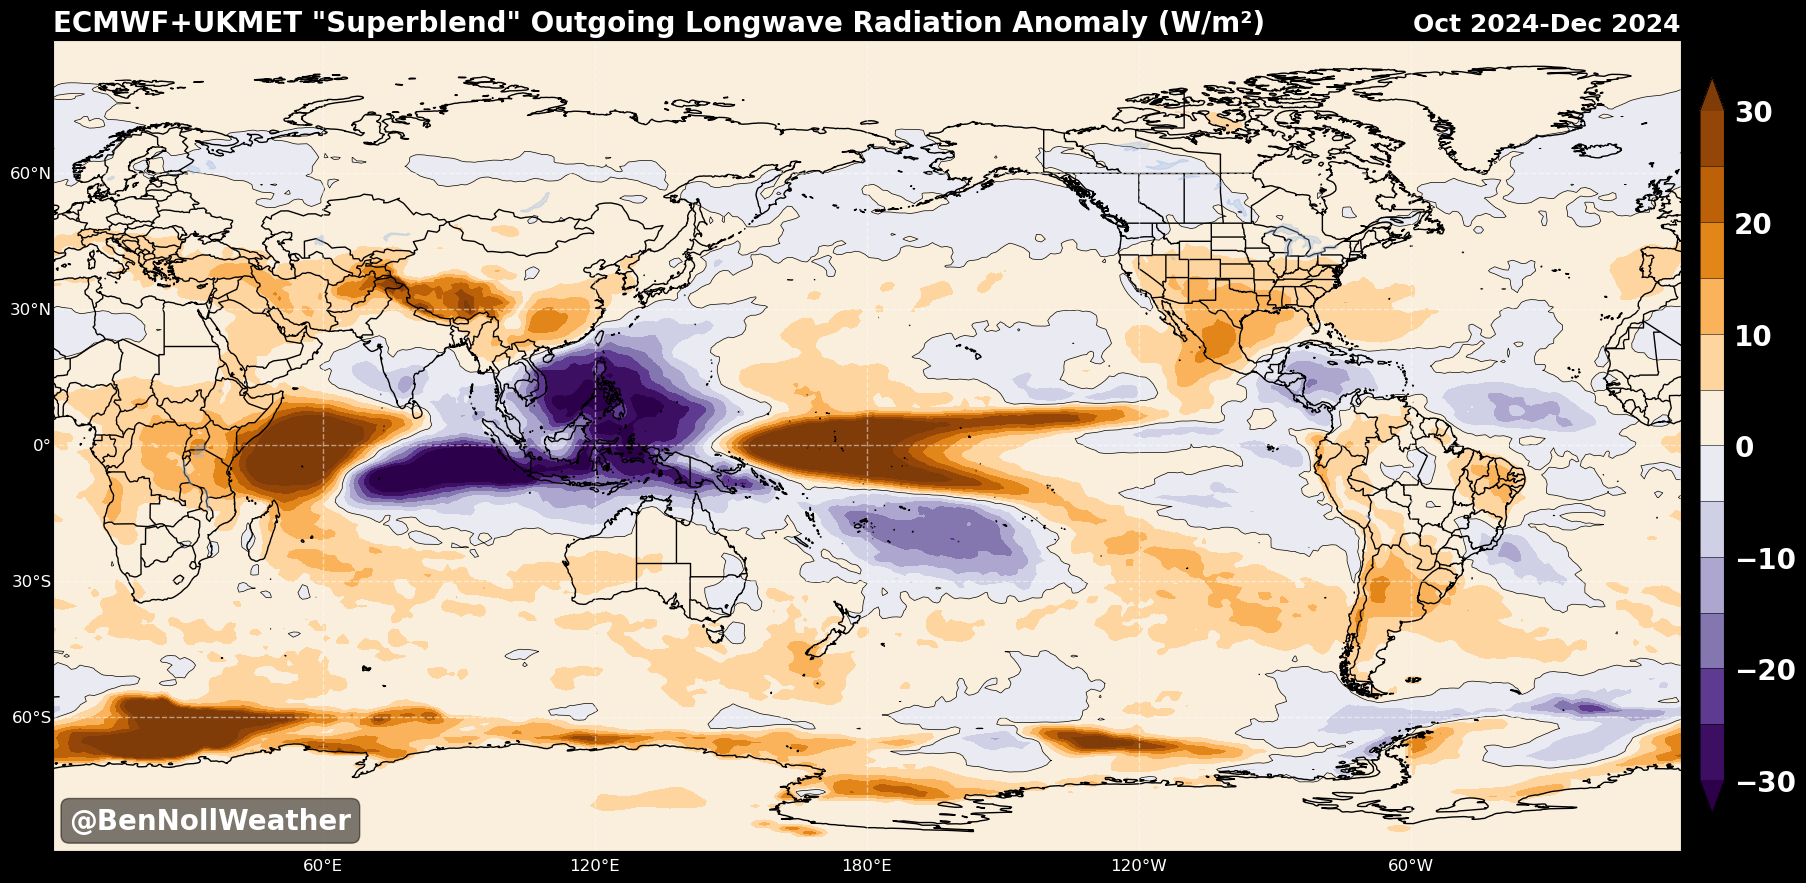 ECMWF+UKMET "Superblend" Outgoing Longwave Radiation Anomaly (W/m²) Oct 2024-Dec 2024
30
20
10
0
−10
−20
−30
60°N
30°N
0°
30°S
60°S
@BenNollWeather
60°E 120°E 180°E 120°W 60°W